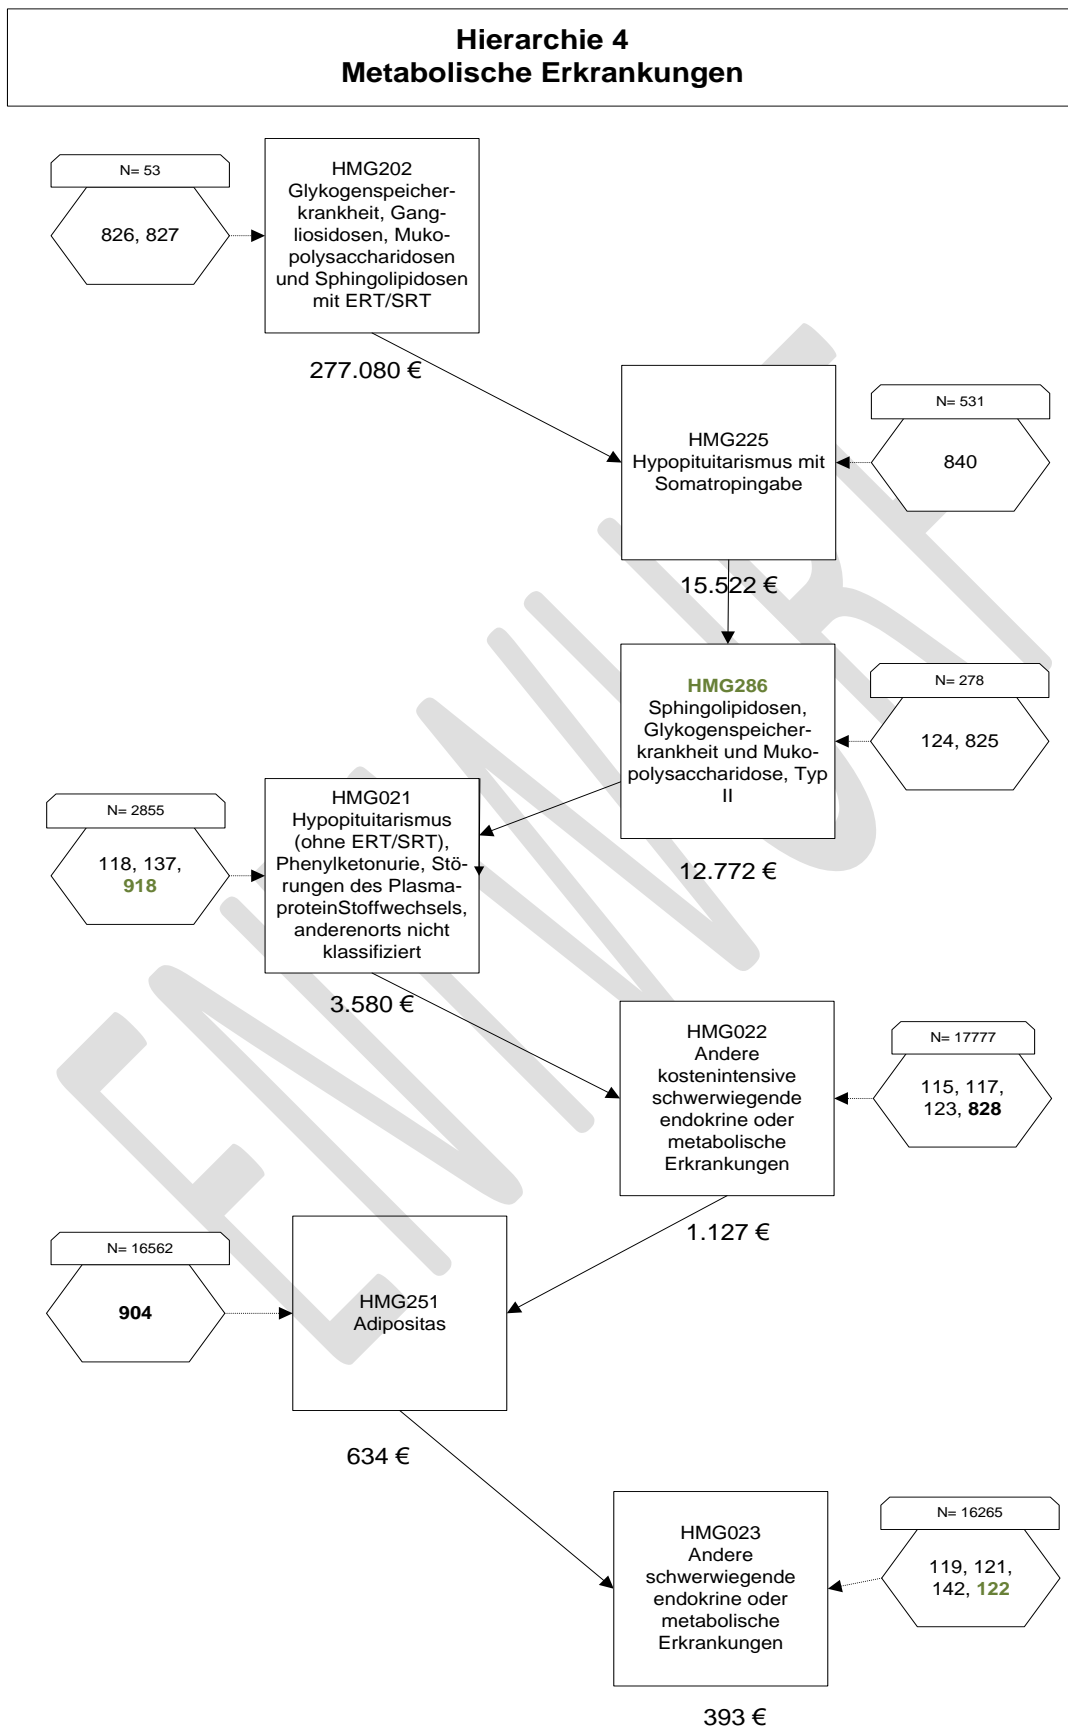 Hierarchie 4
Metabolische Erkrankungen
N= 53
826, 827
HMG202
Glykogenspeicher-
krankheit, Gang-
liosidosen, Muko-
polysaccharidosen
und Sphingolipidosen
mit ERT/SRT
277.080 €
HMG225
Hypopituitarismus mit
Somatropingabe
N= 531
840
15.522 €
HMG286
Sphingolipidosen,
Glykogenspeicher-
krankheit und Muko-
polysaccharidose, Typ
II
N= 278
124, 825
12.772 €
N= 2855
118, 137,
918
HMG021
Hypopituitarismus
(ohne ERT/SRT),
Phenylketonurie, Stö-
rungen des Plasma-
proteinStoffwechsels,
anderenorts nicht
klassifiziert
3.580 €
HMG022
Andere
kostenintensive
schwerwiegende
endokrine oder
metabolische
Erkrankungen
N= 17777
115, 117,
123, 828
1.127 €
N= 16562
904
HMG251
Adipositas
634 €
HMG023
Andere
schwerwiegende
endokrine oder
metabolische
Erkrankungen
N= 16265
119, 121,
142, 122
393 €
ENTWURF